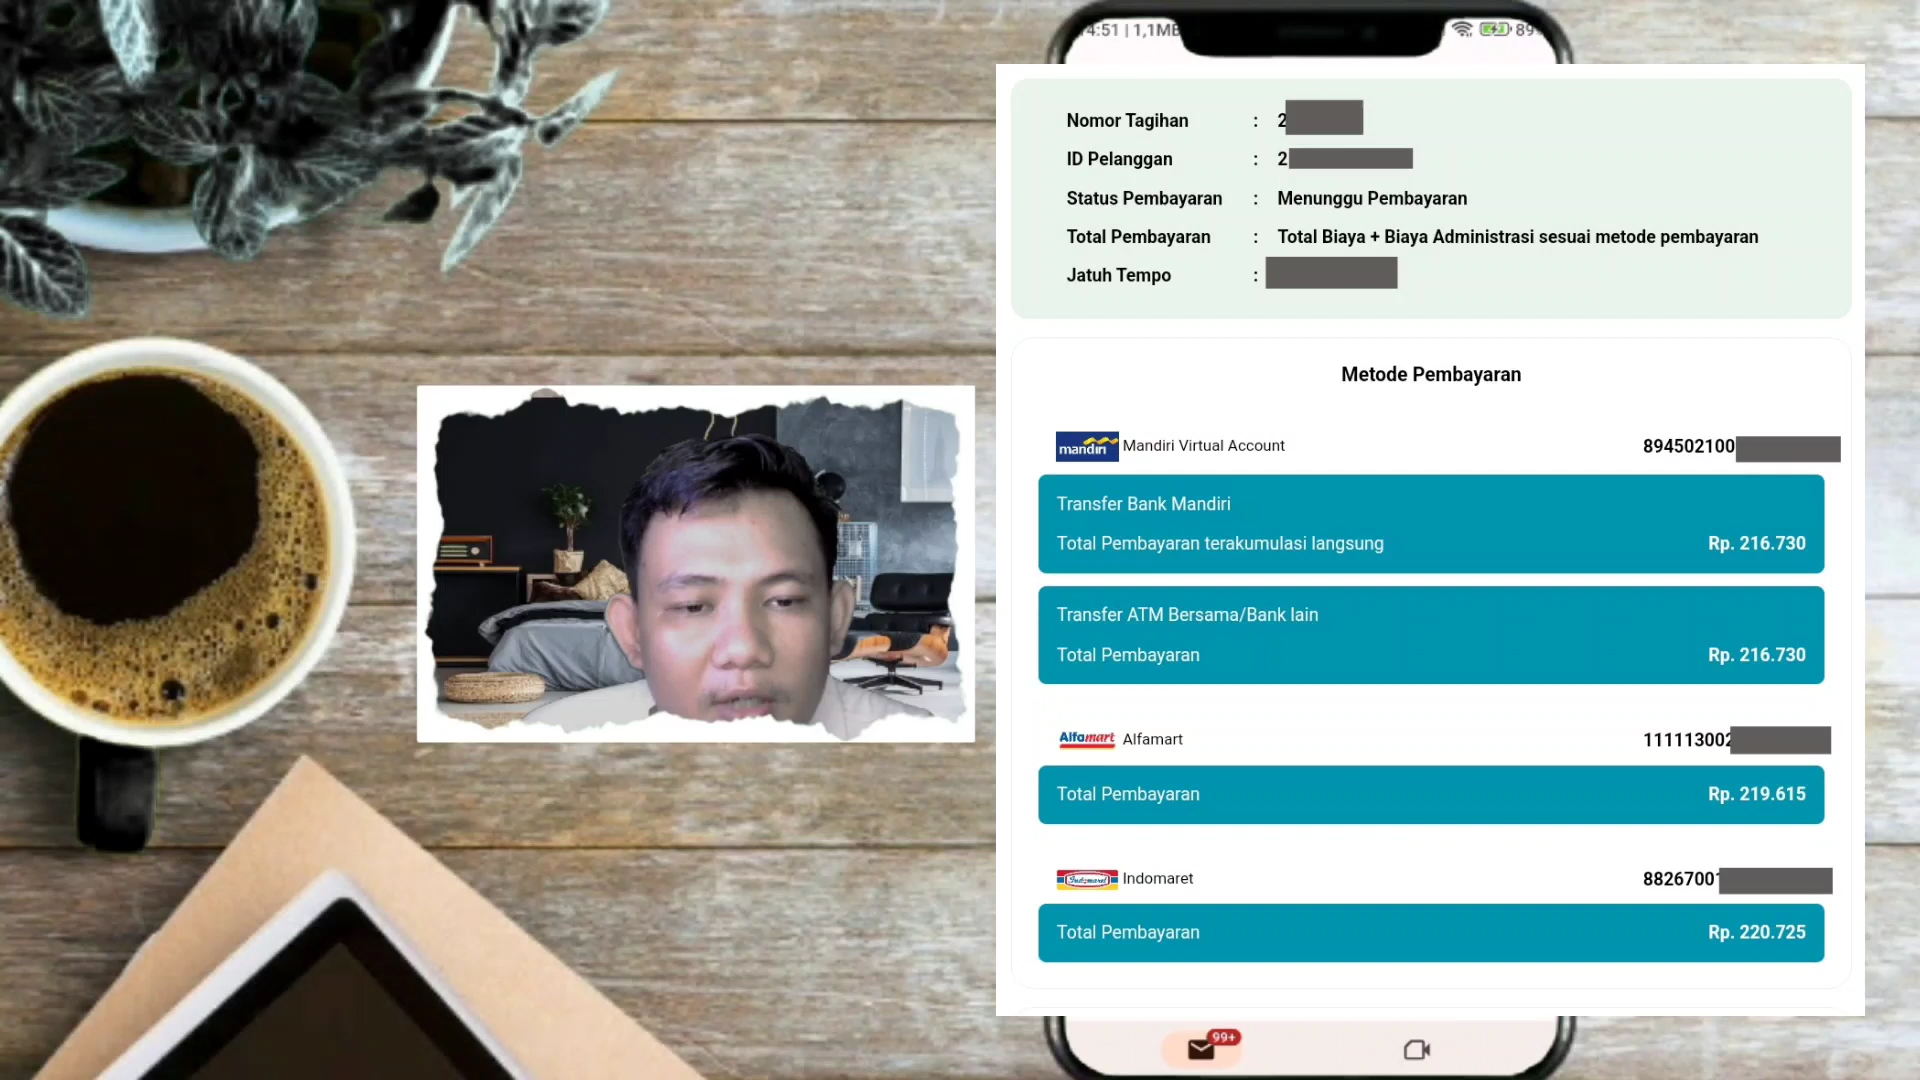 4:51 | 1,1MB
89
Nomor Tagihan : 2
ID Pelanggan : 2
Status Pembayaran : Menunggu Pembayaran
Total Pembayaran : Total Biaya + Biaya Administrasi sesuai metode pembayaran
Jatuh Tempo :
Metode Pembayaran
mandiri Mandiri Virtual Account 894502100
Transfer Bank Mandiri
Total Pembayaran terakumulasi langsung Rp. 216.730
Transfer ATM Bersama/Bank lain
Total Pembayaran Rp. 216.730
Alfamart Alfamart 111113002
Total Pembayaran Rp. 219.615
Indomaret Indomaret 8826700
Total Pembayaran Rp. 220.725
99+